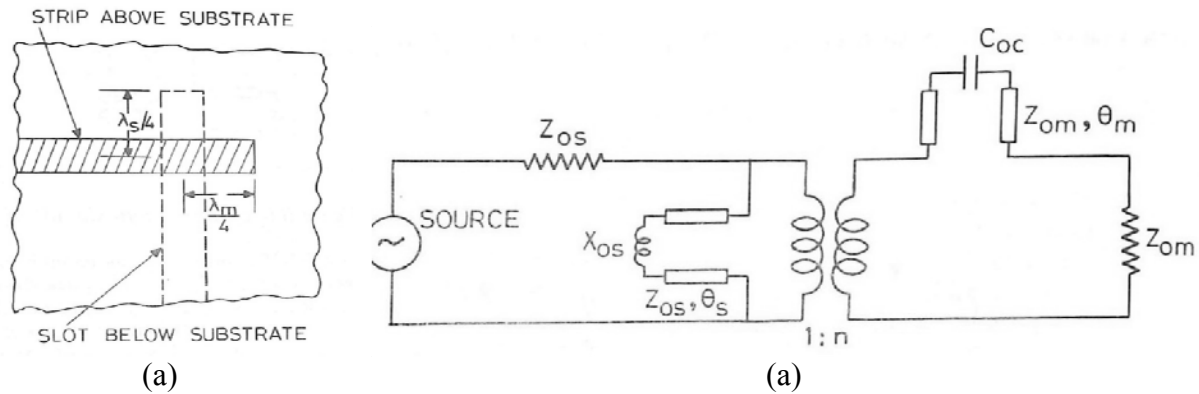 STRIP ABOVE SUBSTRATE
λs/4
λm
4
SLOT BELOW SUBSTRATE
(a)
Zos
SOURCE
Xos
Zos, θs
1:n
Coc
Zom, θm
Zom
(a)